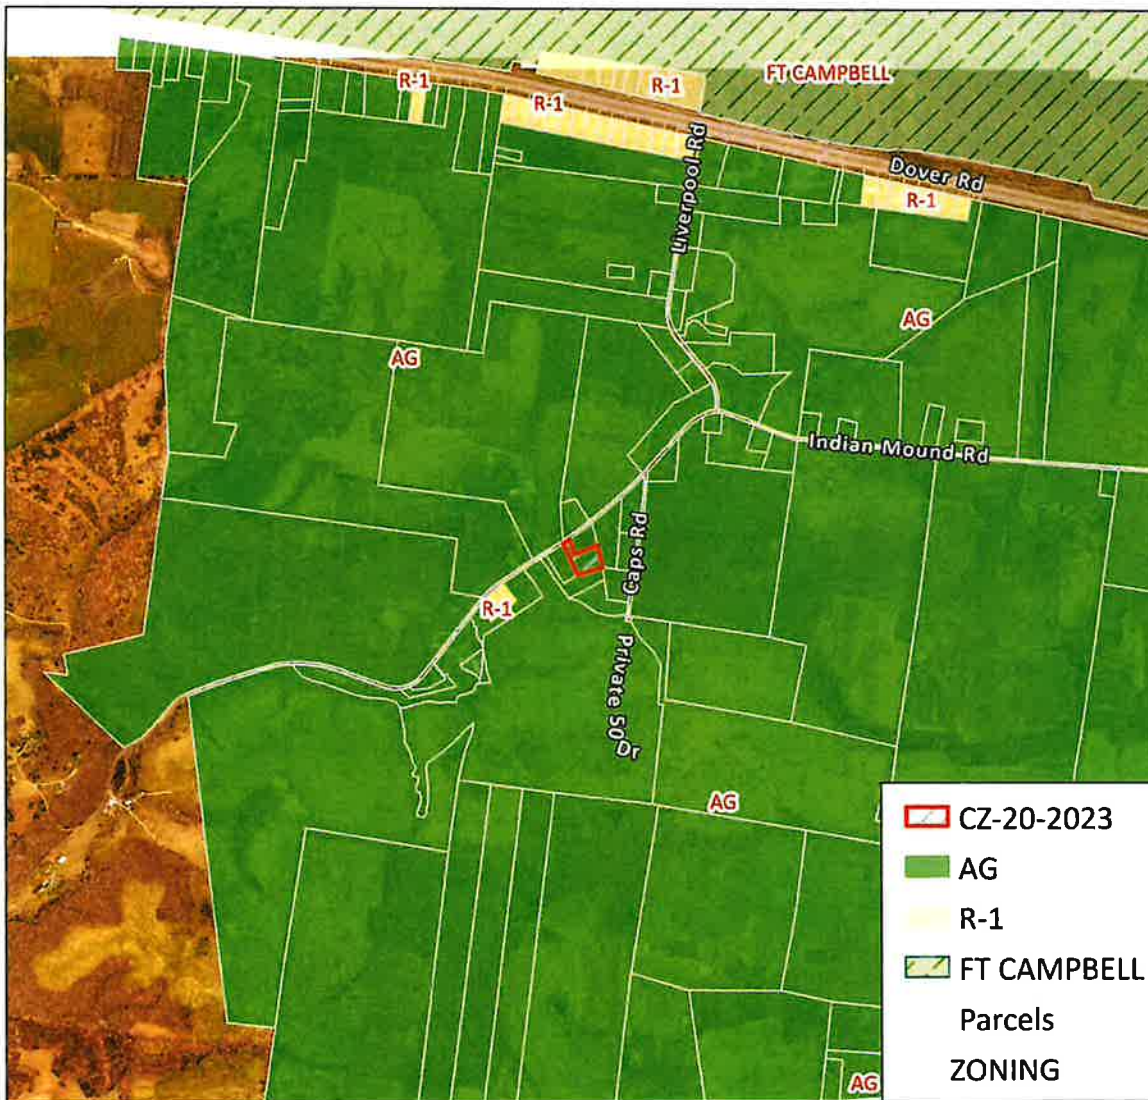 R-1
R-1
R-1
FT CAMPBELL
Dover Rd
R-1
Liverpool Rd
AG
AG
Indian Mound Rd
Caps Rd
R-1
Private 50 Dr
AG
AG
CZ-20-2023
AG
R-1
FT CAMPBELL
Parcels
ZONING